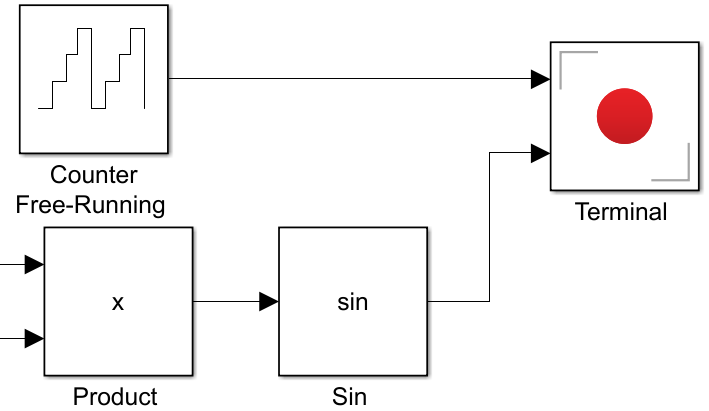 Counter
Free-Running
Terminal
x
sin
Product
Sin